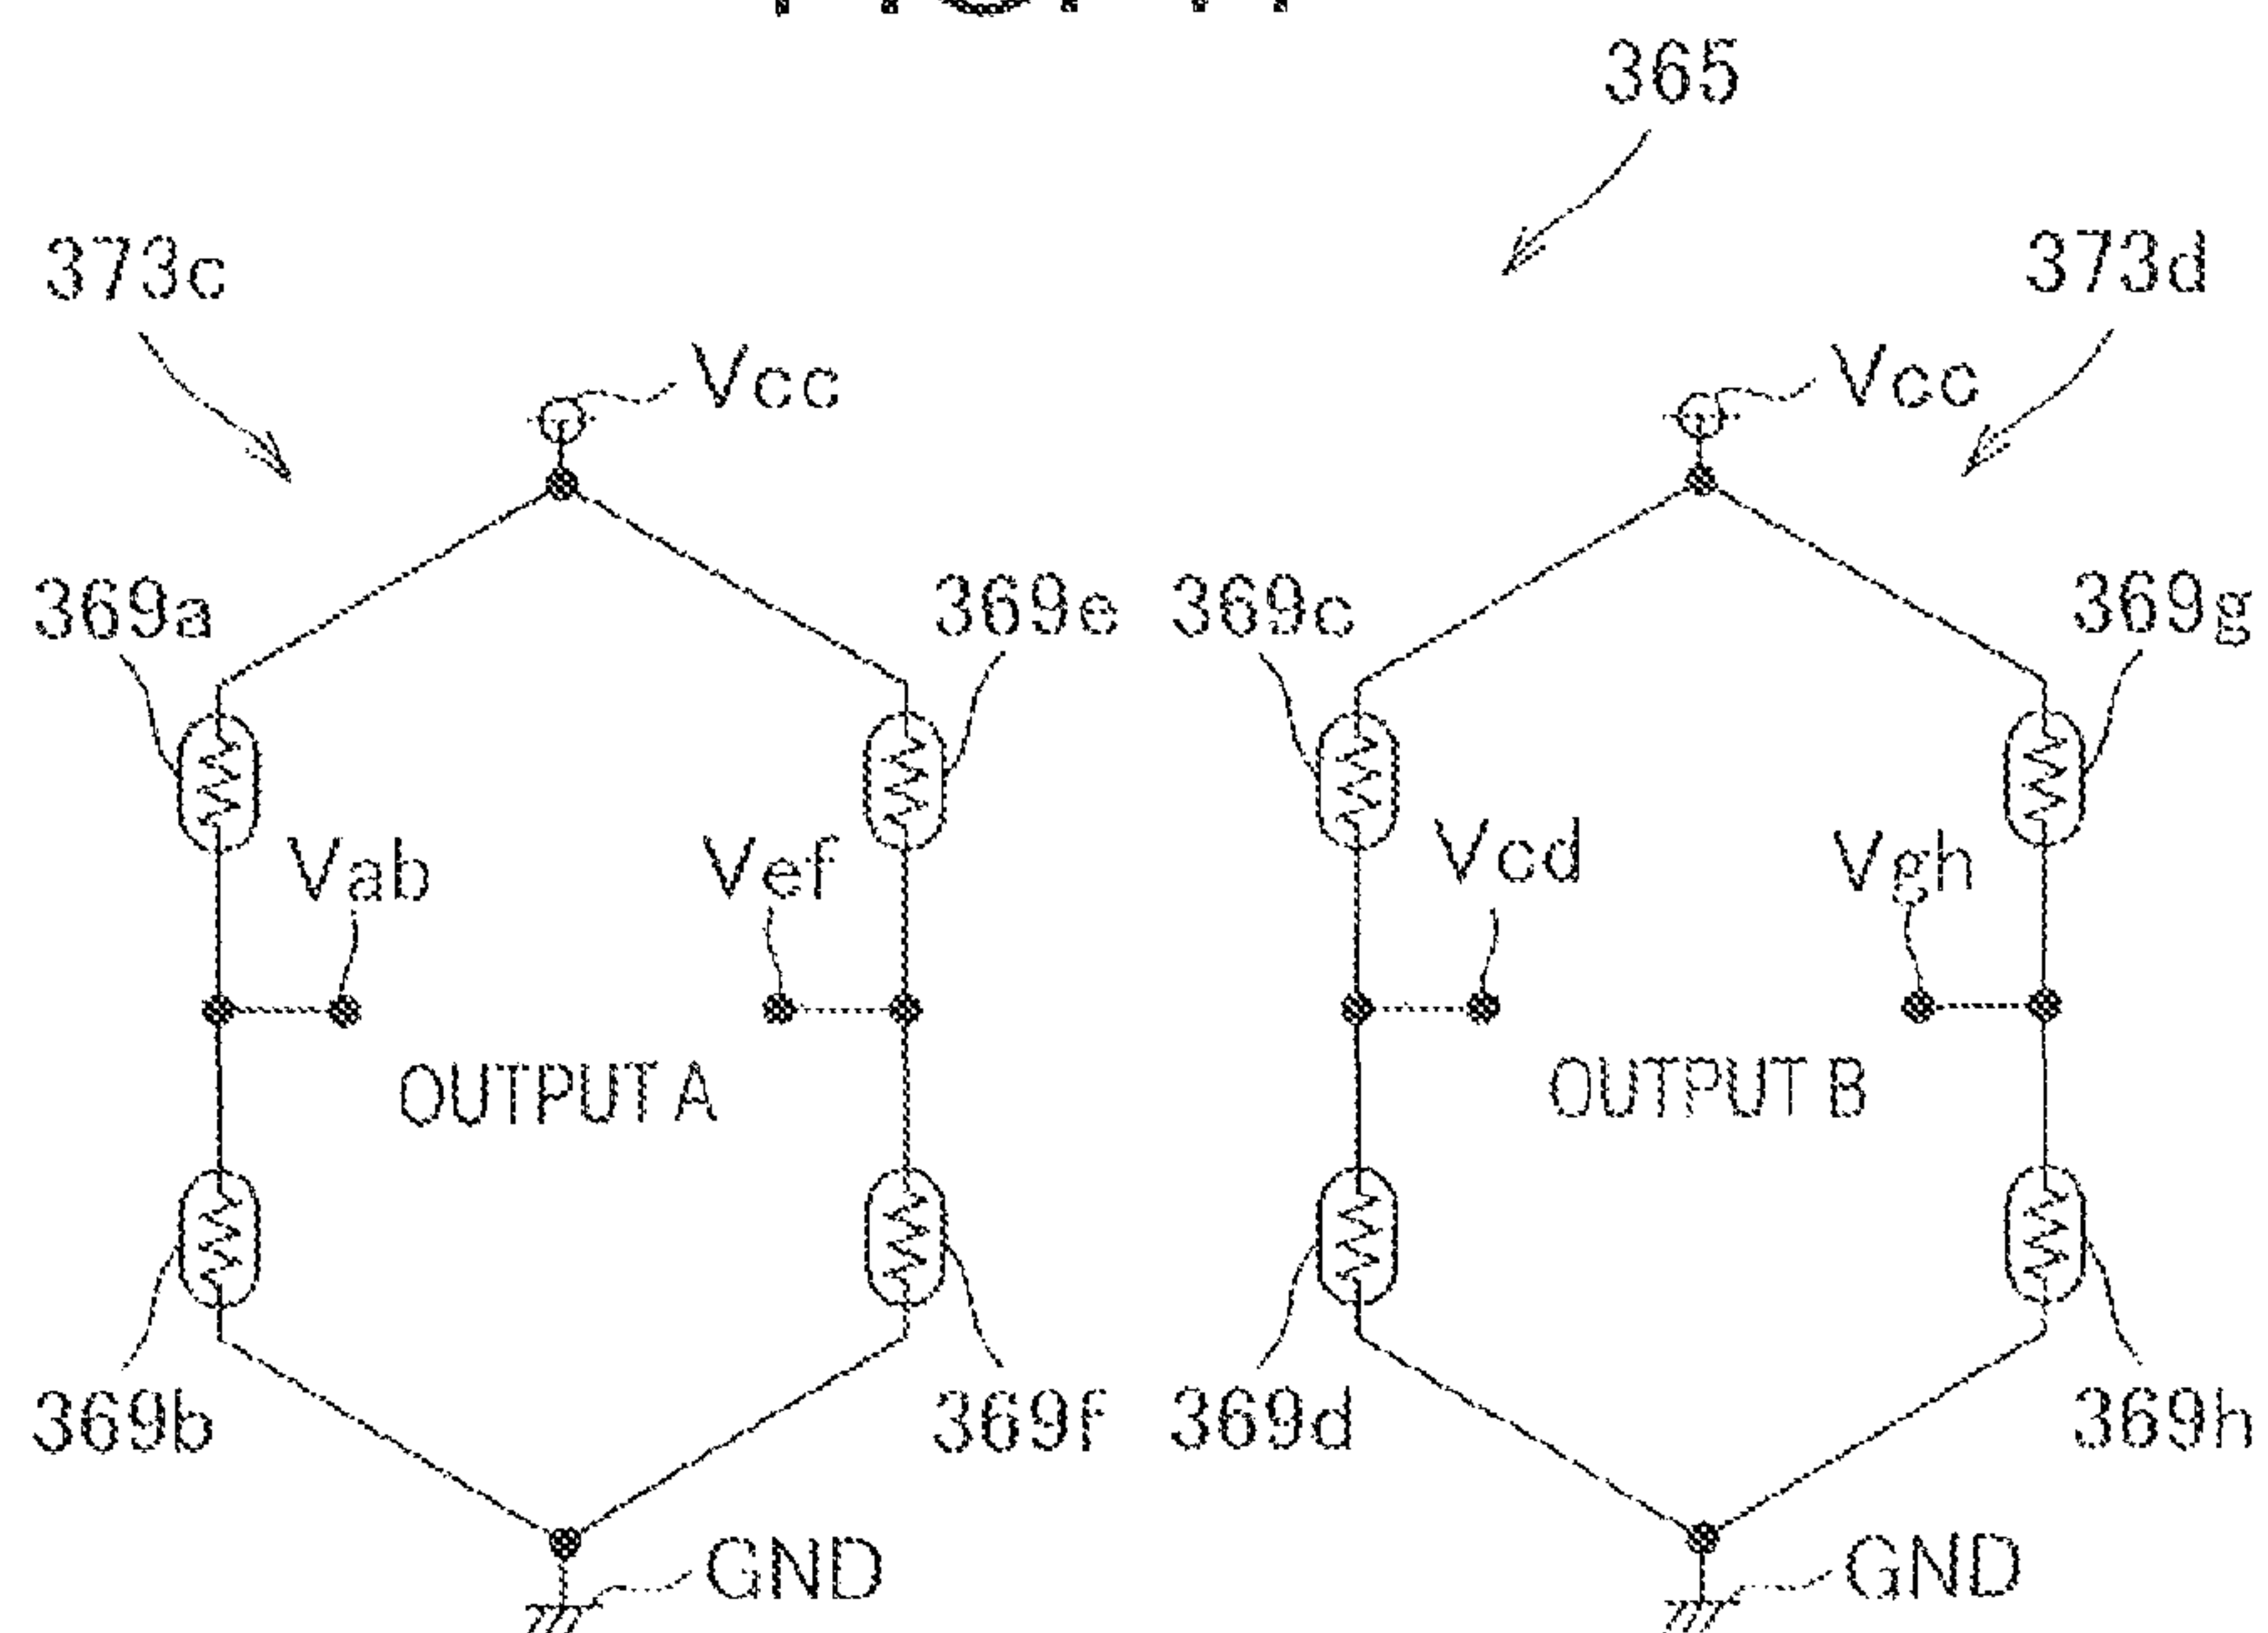 365
373c
373d
Vcc
Vcc
369a
369e
369c
369g
Vab
Vef
Vcd
Vgh
OUTPUT A
OUTPUT B
369b
369f
369d
369h
GND
GND